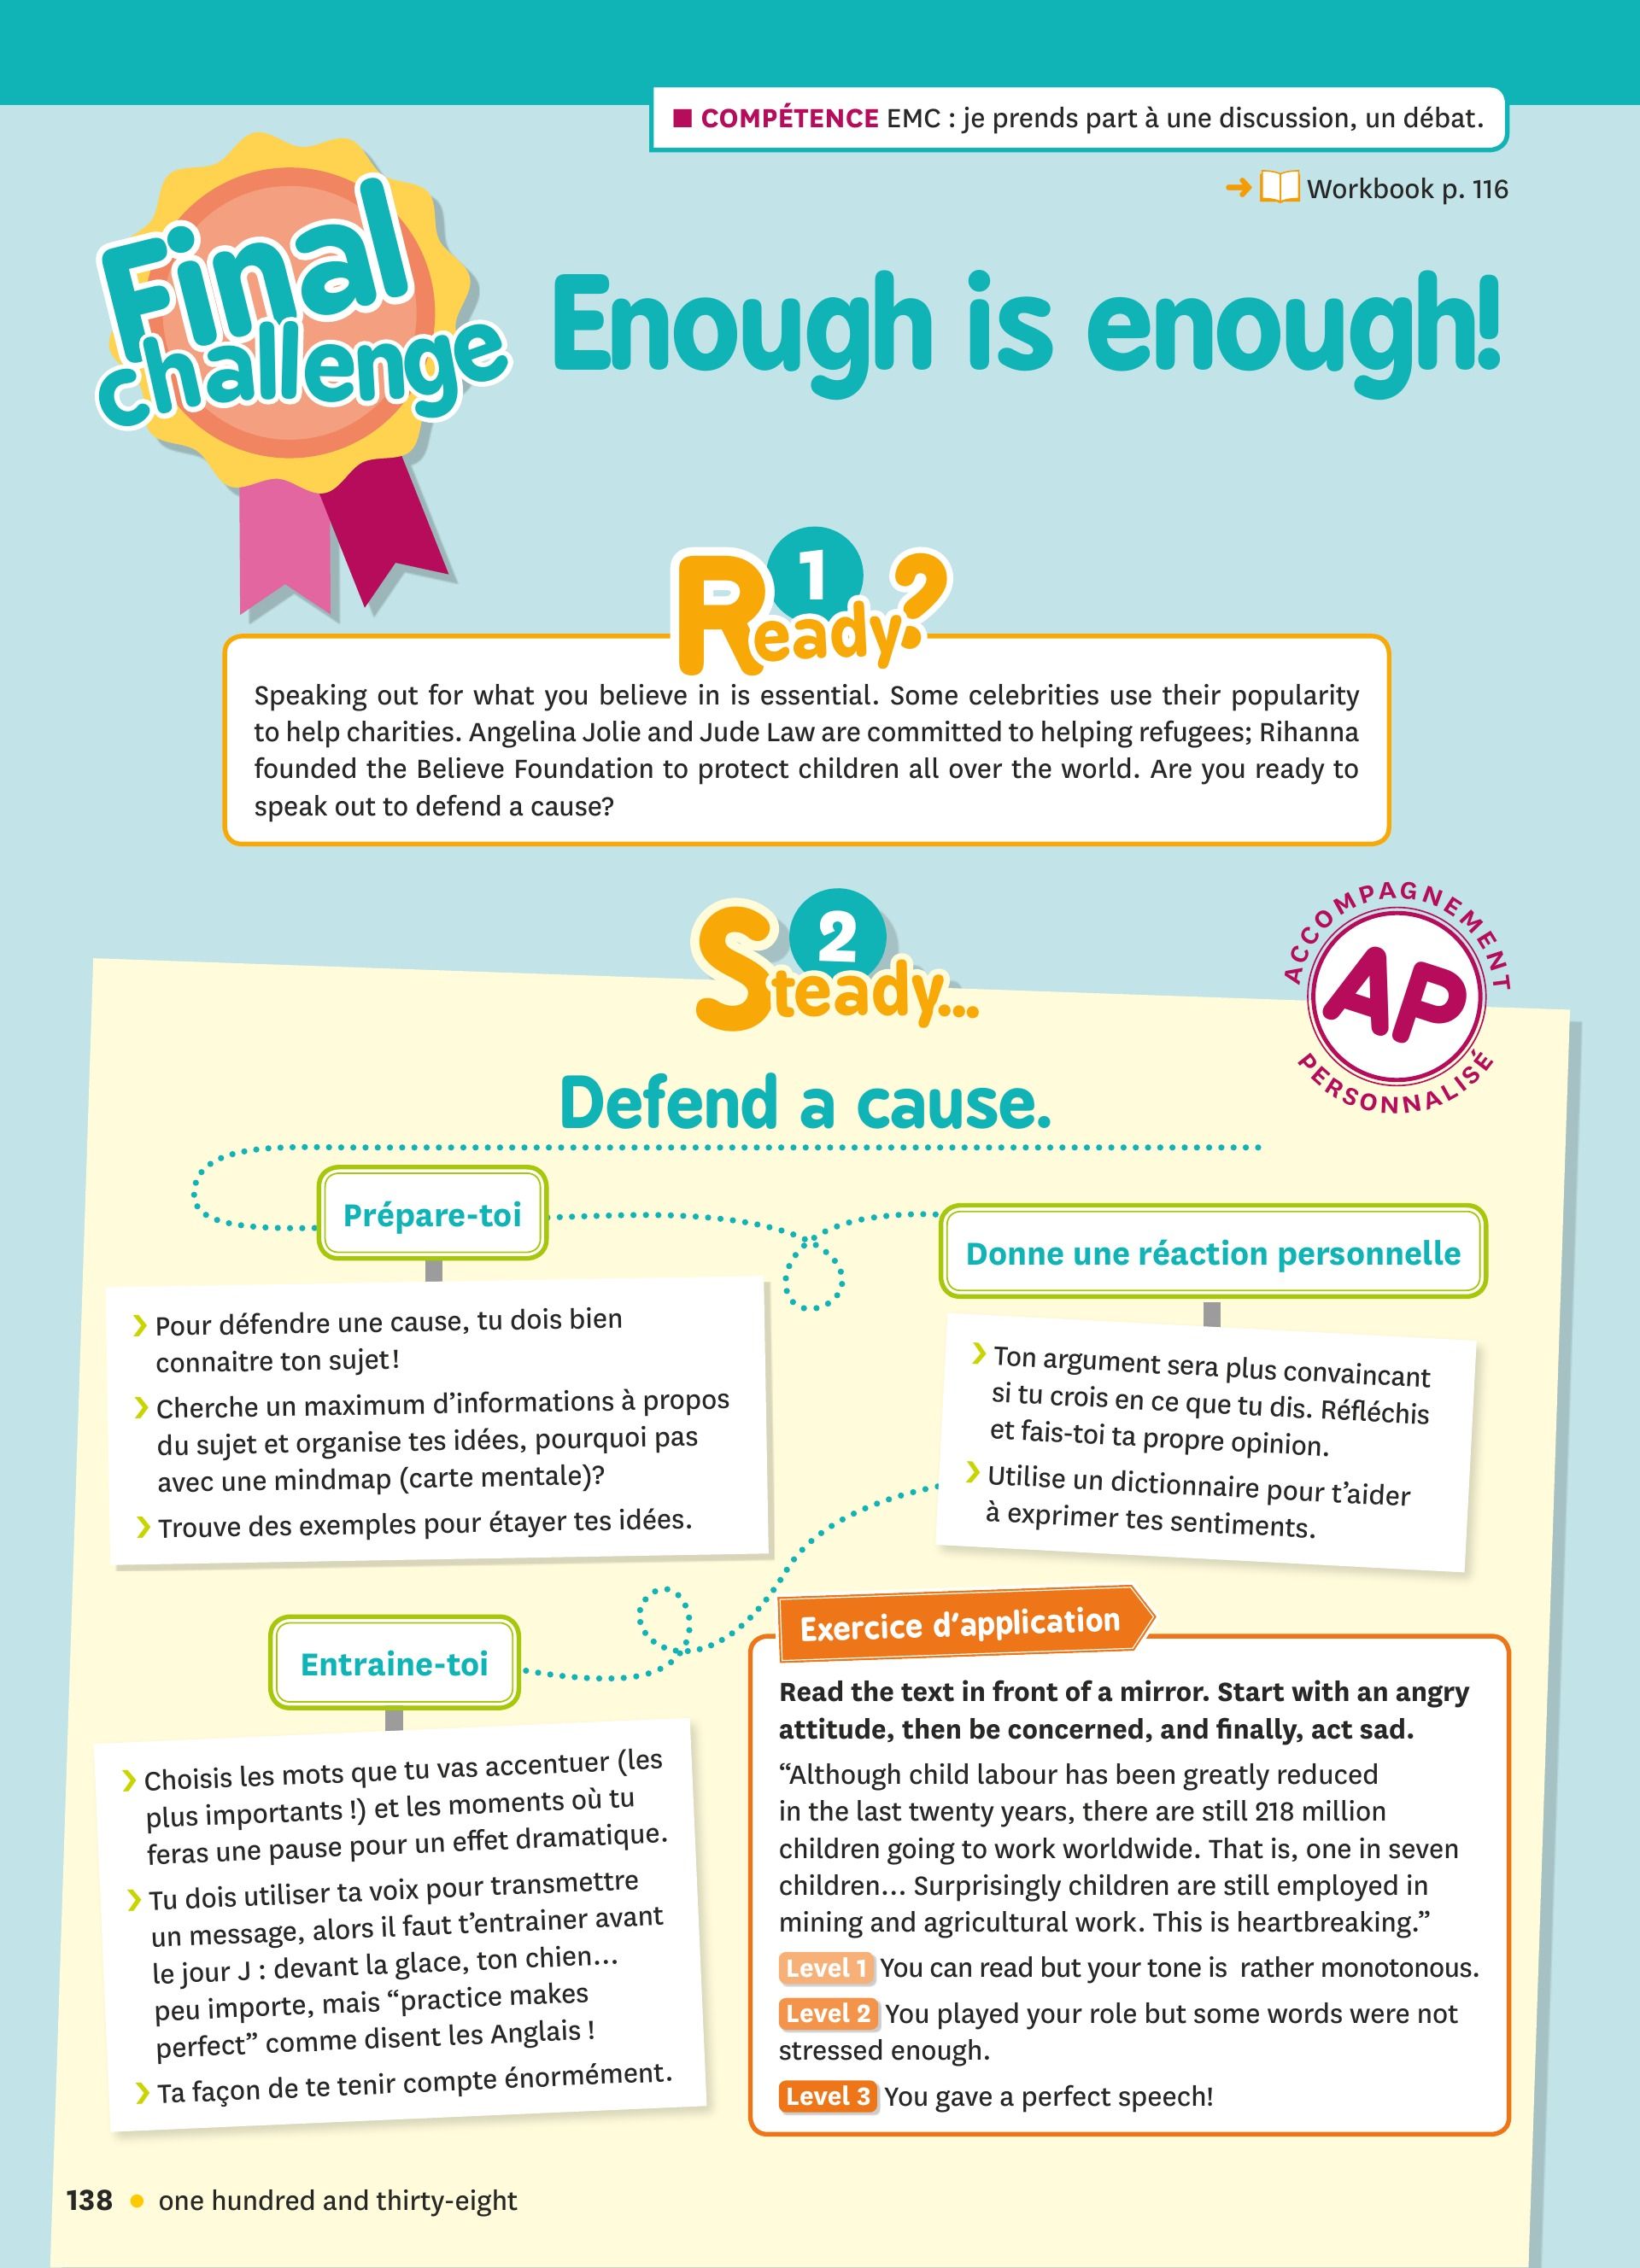 ■ COMPÉTENCE EMC : je prends part à une discussion, un débat.
➜ Workbook p. 116
Final
challenge
Enough is enough!
1
Ready?
Speaking out for what you believe in is essential. Some celebrities use their popularity
to help charities. Angelina Jolie and Jude Law are committed to helping refugees; Rihanna
founded the Believe Foundation to protect children all over the world. Are you ready to
speak out to defend a cause?
2
Steady...
ACCOMPAGNEMENT
AP
PERSONNALISÉ
Defend a cause.
Prépare-toi
› Pour défendre une cause, tu dois bien
connaitre ton sujet!
› Cherche un maximum d’informations à propos
du sujet et organise tes idées, pourquoi pas
avec une mindmap (carte mentale)?
› Trouve des exemples pour étayer tes idées.
Donne une réaction personnelle
› Ton argument sera plus convaincant
si tu crois en ce que tu dis. Réfléchis
et fais-toi ta propre opinion.
› Utilise un dictionnaire pour t’aider
à exprimer tes sentiments.
Entraine-toi
› Choisis les mots que tu vas accentuer (les
plus importants !) et les moments où tu
feras une pause pour un effet dramatique.
› Tu dois utiliser ta voix pour transmettre
un message, alors il faut t’entrainer avant
le jour J : devant la glace, ton chien…
peu importe, mais “practice makes
perfect” comme disent les Anglais !
› Ta façon de te tenir compte énormément.
Exercice d’application
Read the text in front of a mirror. Start with an angry
attitude, then be concerned, and finally, act sad.
“Although child labour has been greatly reduced
in the last twenty years, there are still 218 million
children going to work worldwide. That is, one in seven
children… Surprisingly children are still employed in
mining and agricultural work. This is heartbreaking.”
Level 1 You can read but your tone is rather monotonous.
Level 2 You played your role but some words were not
stressed enough.
Level 3 You gave a perfect speech!
138 • one hundred and thirty-eight